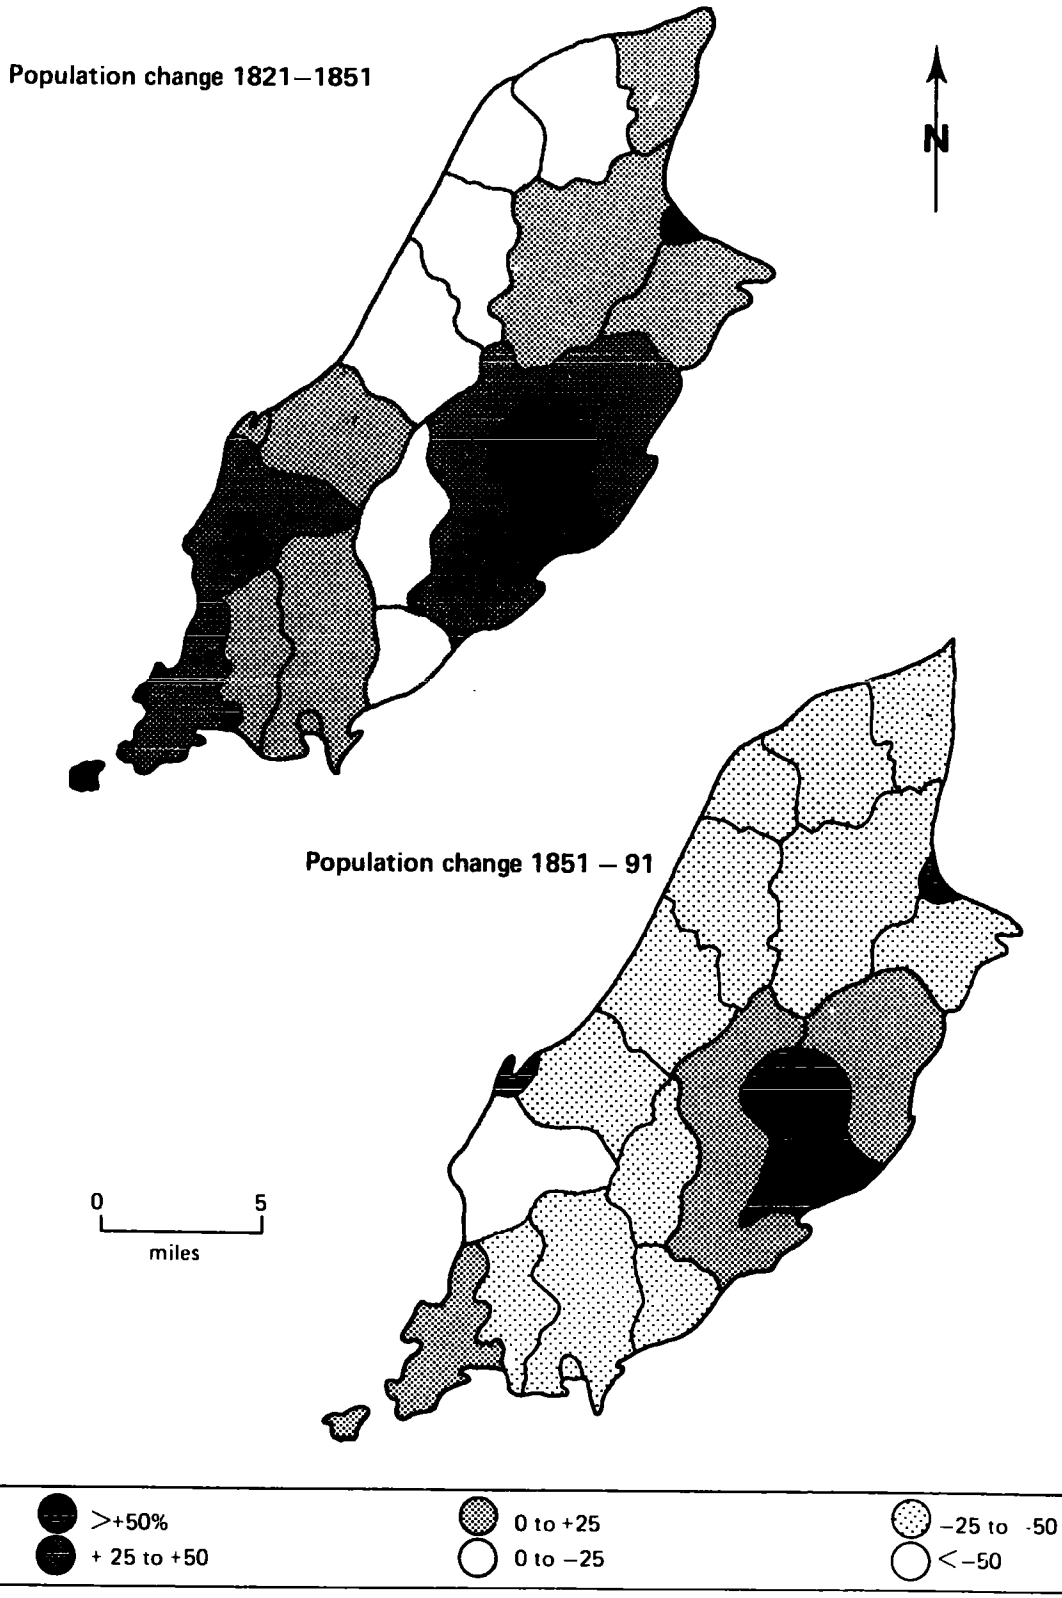 Population change 1821–1851
N
Population change 1851 – 91
0 5
miles
>+50%
+ 25 to +50
0 to +25
0 to −25
−25 to -50
< −50